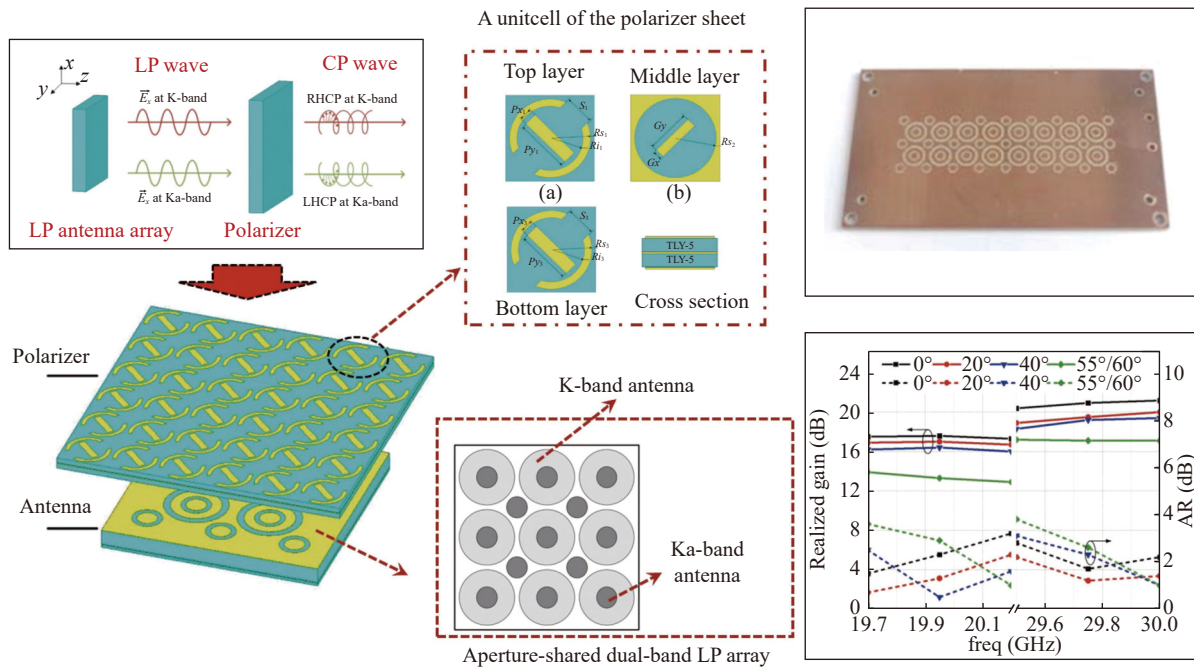 LP wave
CP wave
x
y
z
E⃗x at K-band
RHCP at K-band
E⃗x at Ka-band
LHCP at Ka-band
LP antenna array
Polarizer
A unitcell of the polarizer sheet
Top layer
Middle layer
Px1
S1
Rs1
Py1
Ri1
Gy
Rs2
Gx
(a)
(b)
Px3
S3
Rs3
Py3
Ri3
TLY-5
TLY-5
Bottom layer
Cross section
Polarizer
Antenna
K-band antenna
Ka-band
antenna
Aperture-shared dual-band LP array
0° 20° 40° 55°/60°
0° 20° 40° 55°/60°
Realized gain (dB)
24
20
16
12
8
4
0
10
8
6
4
2
0
AR (dB)
19.7 19.9 20.1 29.6 29.8 30.0
freq (GHz)